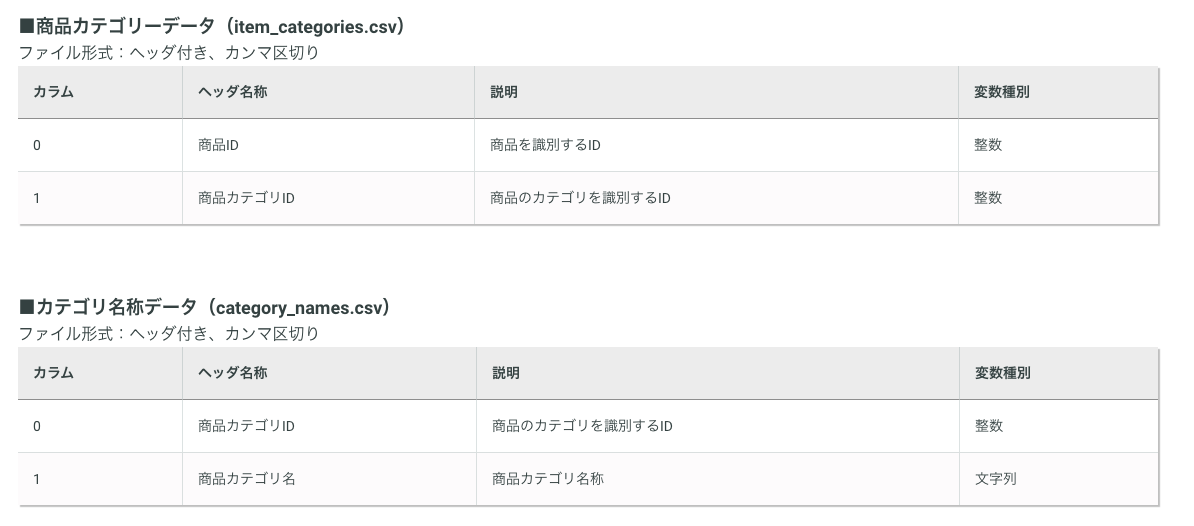 ■商品カテゴリーデータ（item_categories.csv）
ファイル形式：ヘッダ付き、カンマ区切り
カラム ヘッダ名称 説明 変数種別
0 商品ID 商品を識別するID 整数
1 商品カテゴリID 商品のカテゴリを識別するID 整数
■カテゴリ名称データ（category_names.csv）
ファイル形式：ヘッダ付き、カンマ区切り
カラム ヘッダ名称 説明 変数種別
0 商品カテゴリID 商品のカテゴリを識別するID 整数
1 商品カテゴリ名 商品カテゴリ名称 文字列